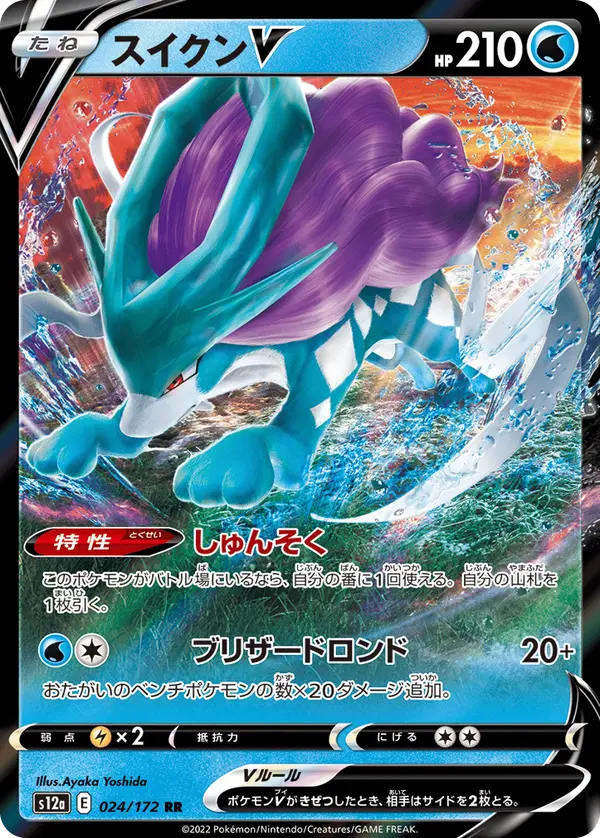 たね スイクンV HP210
特性 とくせい しゅんそく
このポケモンがバトル場にいるなら、自分の番に1回使える。自分の山札を
1枚引く。
ブリザードロンド 20+
おたがいのベンチポケモンの数×20ダメージ追加。
弱点 ×2 抵抗力 にげる
Illus.Ayaka Yoshida
Vルール
s12a E 024/172 RR
ポケモンVがきぜつしたとき、相手はサイドを2枚とる。
©2022 Pokémon/Nintendo/Creatures/GAME FREAK.